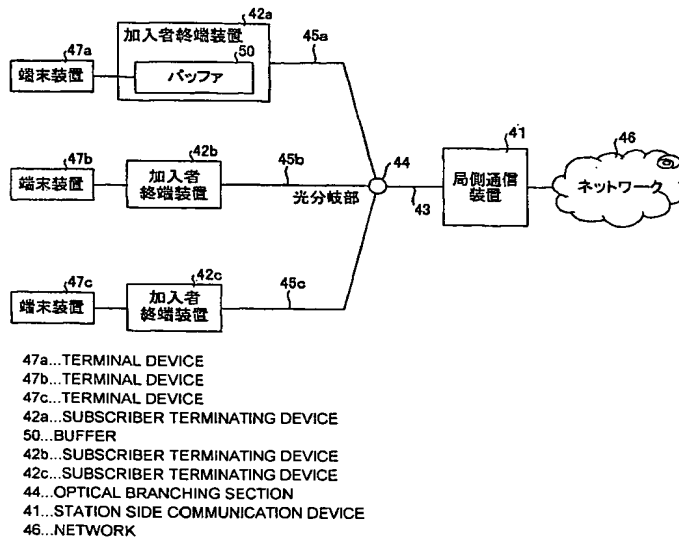 42a
加入者終端装置
45a
47a
50
端末装置
バッファ
47b
42b
45b
44
41
46
端末装置
加入者
終端装置
光分岐部
43
局側通信
装置
ネットワーク
47c
42c
45c
端末装置
加入者
終端装置
47a...TERMINAL DEVICE
47b...TERMINAL DEVICE
47c...TERMINAL DEVICE
42a...SUBSCRIBER TERMINATING DEVICE
50...BUFFER
42b...SUBSCRIBER TERMINATING DEVICE
42c...SUBSCRIBER TERMINATING DEVICE
44...OPTICAL BRANCHING SECTION
41...STATION SIDE COMMUNICATION DEVICE
46...NETWORK